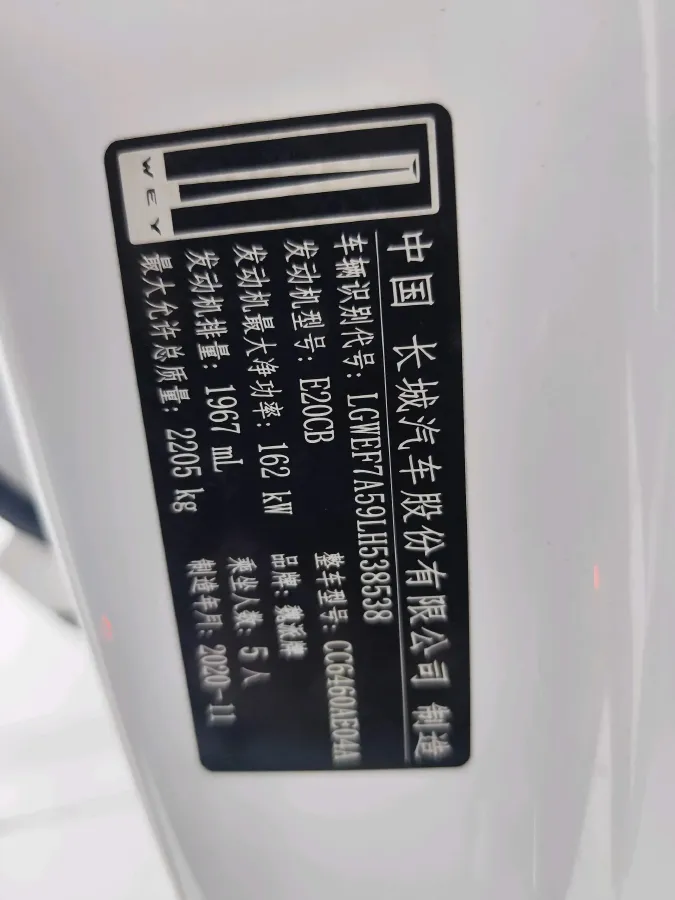 WEY
中国 长城汽车股份有限公司 制造
车辆识别代号: LGWEF7A59LH538538
发动机型号: E20CB 整车型号: CC6460AE04A
发动机最大净功率: 162 kW 品牌: 魏派牌
发动机排量: 1967 mL 乘坐人数: 5 人
最大允许总质量: 2205 kg 制造年月: 2020-11